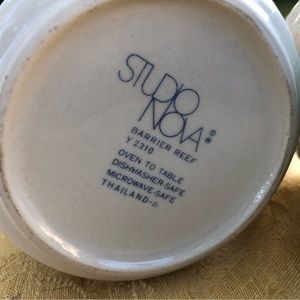 STUDIO
NOVA
BARRIER REEF
Y 2310
OVEN TO TABLE
DISHWASHER-SAFE
MICROWAVE-SAFE
THAILAND-D